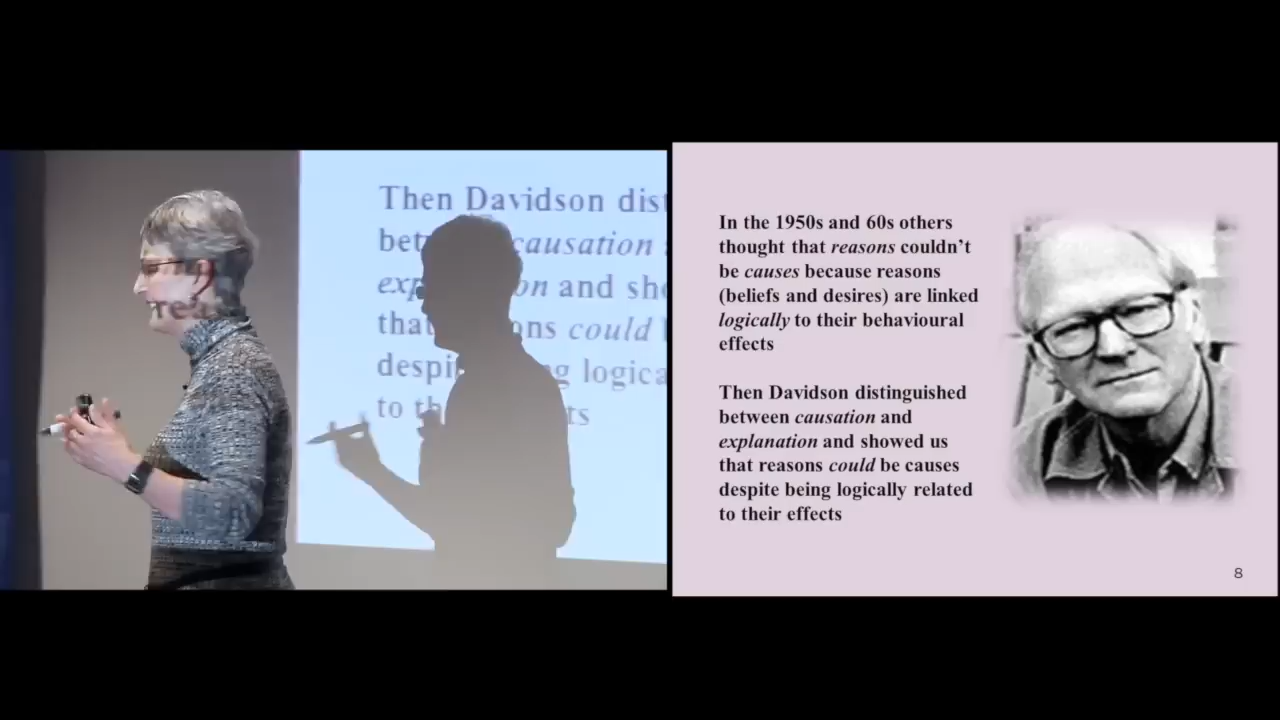 Then Davidson dist
causation
on and sho
that ons could
despi g logica
to th ts
In the 1950s and 60s others
thought that reasons couldn't
be causes because reasons
(beliefs and desires) are linked
logically to their behavioural
effects
Then Davidson distinguished
between causation and
explanation and showed us
that reasons could be causes
despite being logically related
to their effects
8